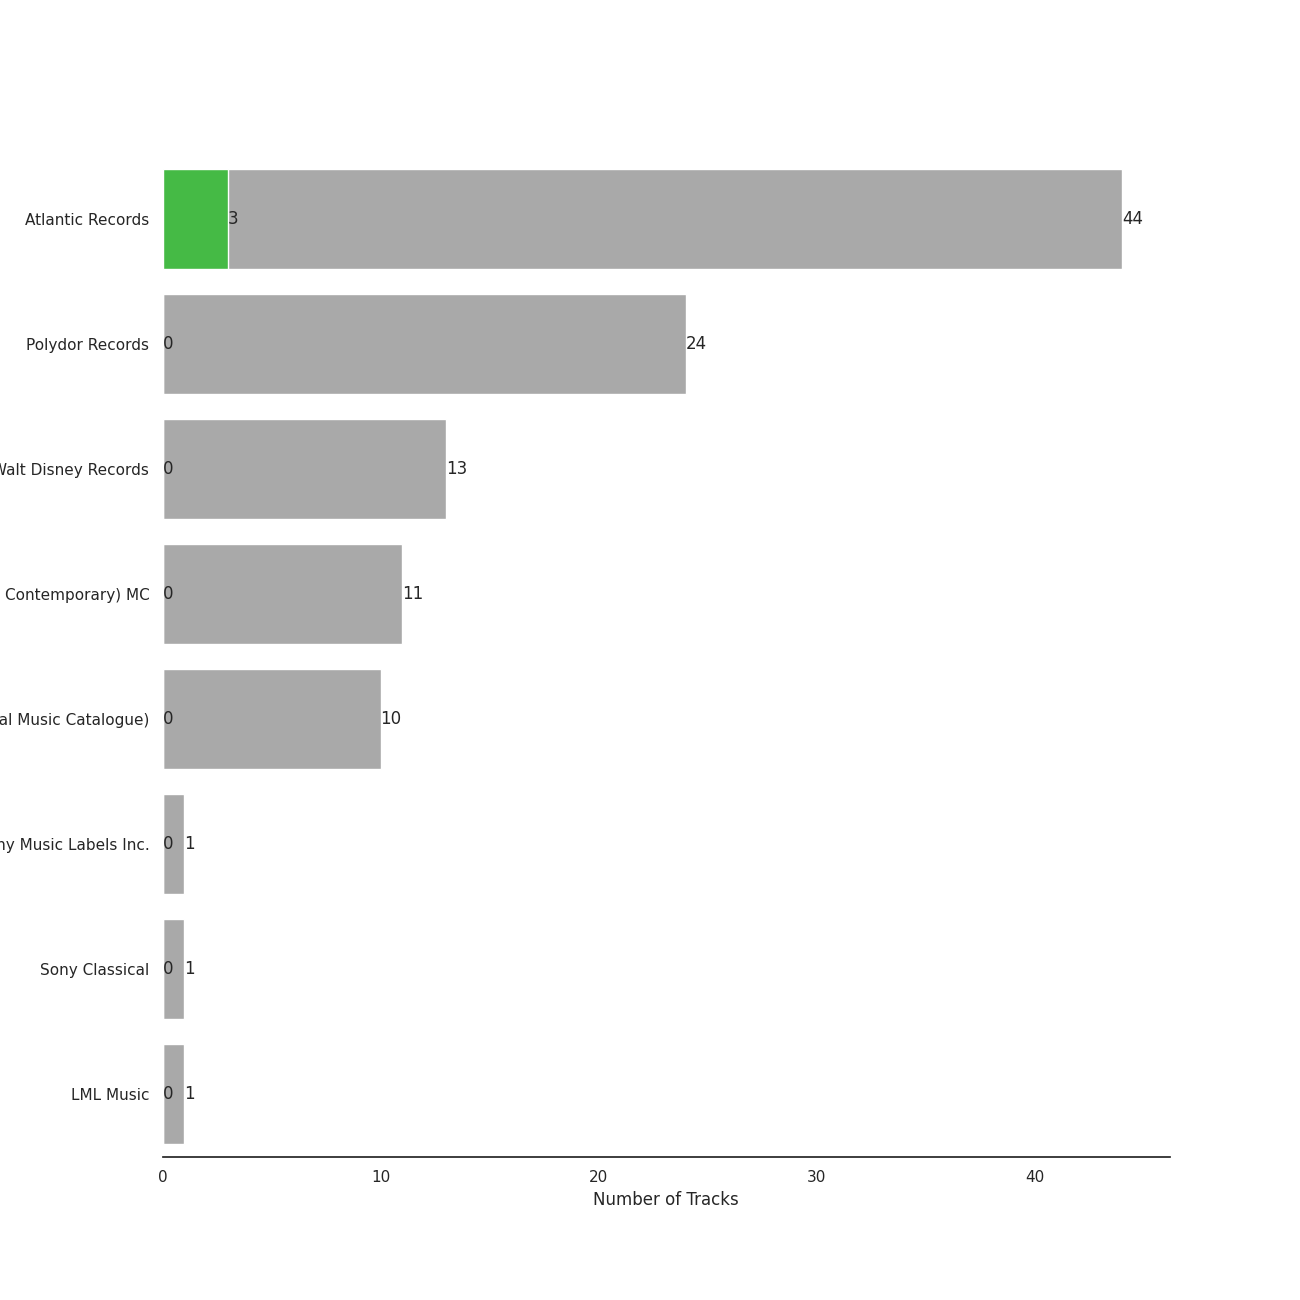 Atlantic Records 3 44
Polydor Records 0 24
Walt Disney Records 0 13
Contemporary) MC 0 11
Music Catalogue) 0 10
Music Labels Inc. 0 1
Sony Classical 0 1
LML Music 0 1
0 10 20 30 40
Number of Tracks